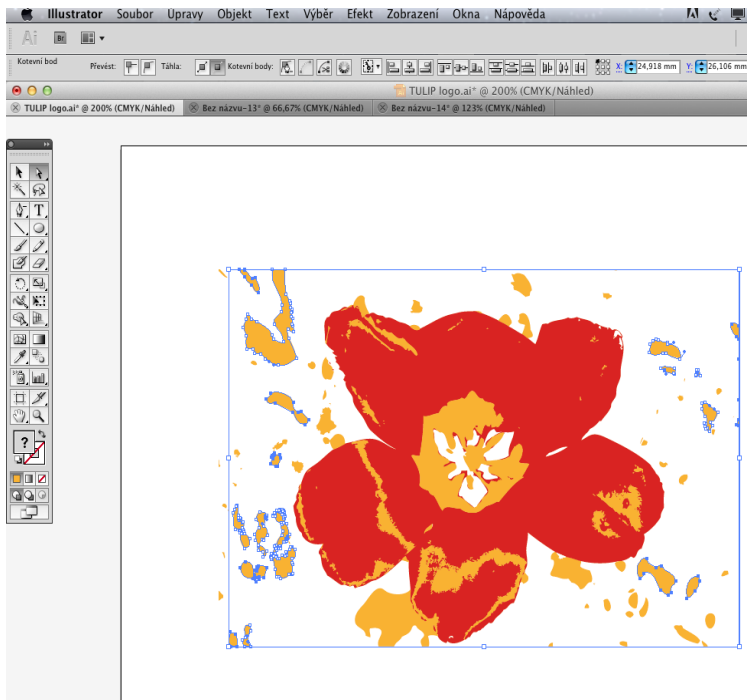 Illustrator Soubor Úpravy Objekt Text Výběr Efekt Zobrazení Okna Nápověda
Ai Br
Kotevní bod Převést: Táhla: Kotevní body: X: 24,918 mm Y: 26,106 mm
TULIP logo.ai* @ 200% (CMYK/Náhled)
TULIP logo.ai* @ 200% (CMYK/Náhled) Bez názvu-13* @ 66,67% (CMYK/Náhled) Bez názvu-14* @ 123% (CMYK/Náhled)
T
?